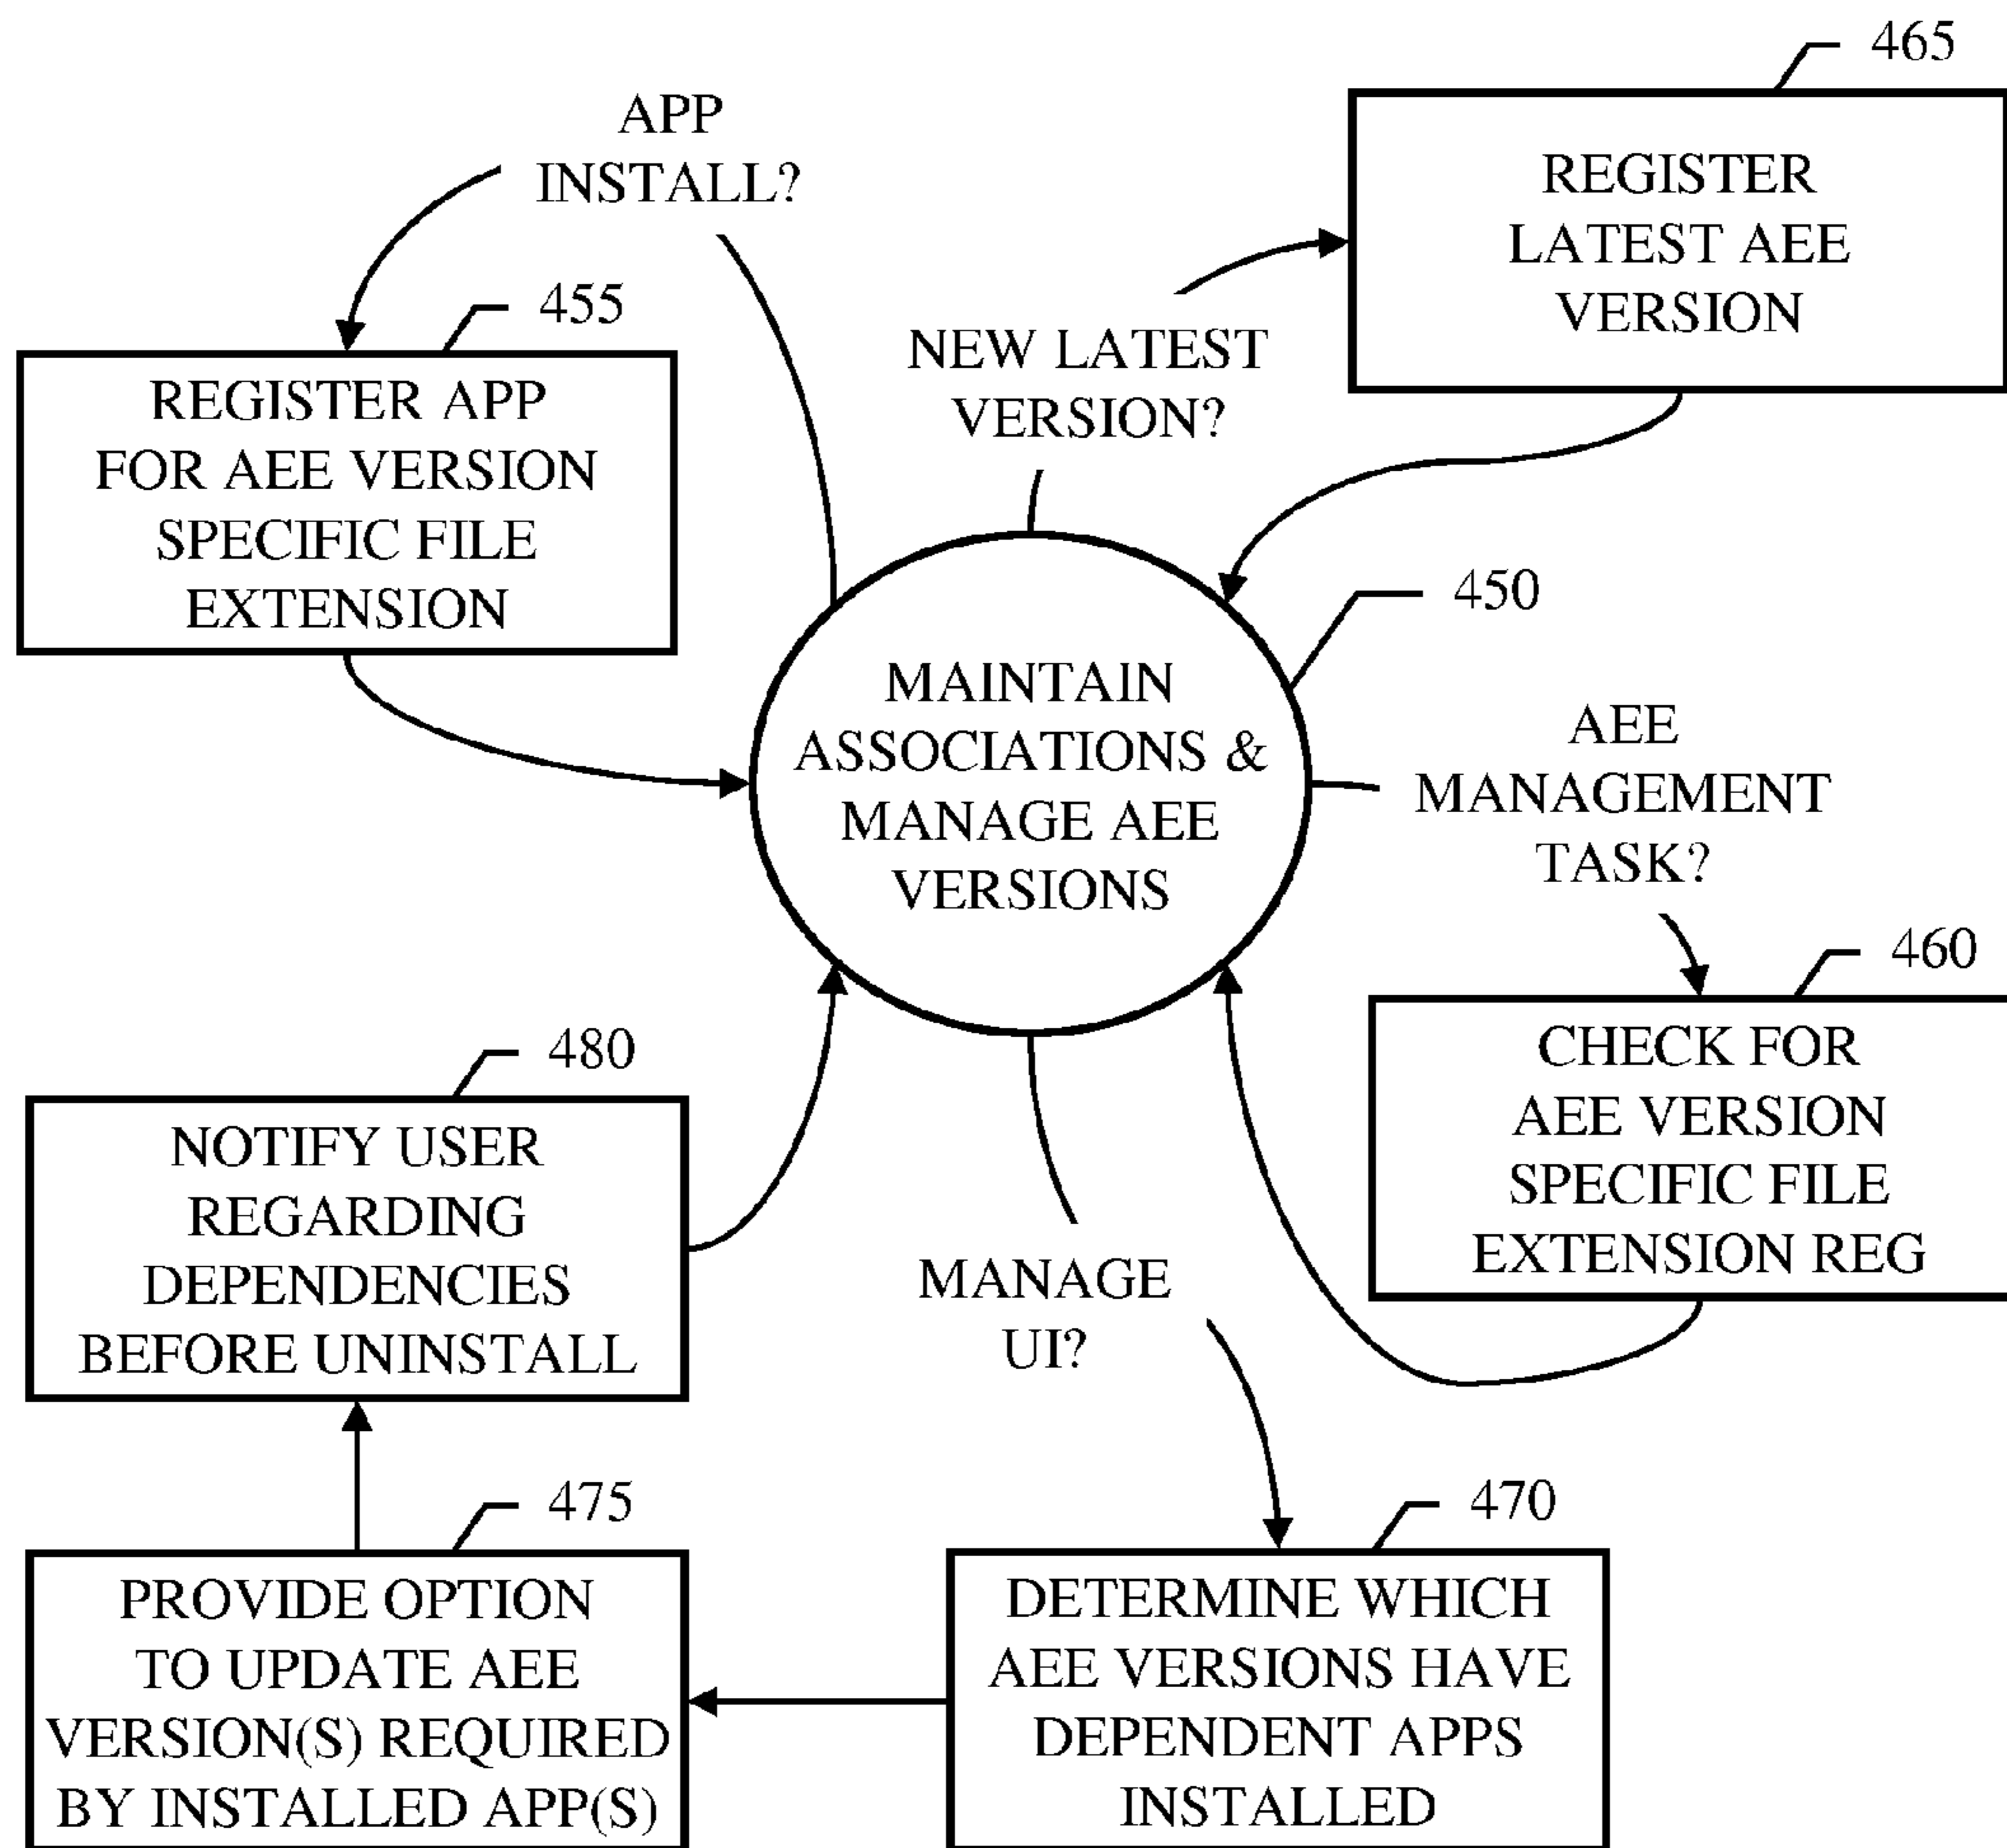 465
APP
INSTALL?
REGISTER
LATEST AEE
VERSION
455
NEW LATEST
VERSION?
REGISTER APP
FOR AEE VERSION
SPECIFIC FILE
EXTENSION
450
MAINTAIN
ASSOCIATIONS &
MANAGE AEE
VERSIONS
AEE
MANAGEMENT
TASK?
460
CHECK FOR
AEE VERSION
SPECIFIC FILE
EXTENSION REG
480
NOTIFY USER
REGARDING
DEPENDENCIES
BEFORE UNINSTALL
MANAGE
UI?
470
DETERMINE WHICH
AEE VERSIONS HAVE
DEPENDENT APPS
INSTALLED
475
PROVIDE OPTION
TO UPDATE AEE
VERSION(S) REQUIRED
BY INSTALLED APP(S)